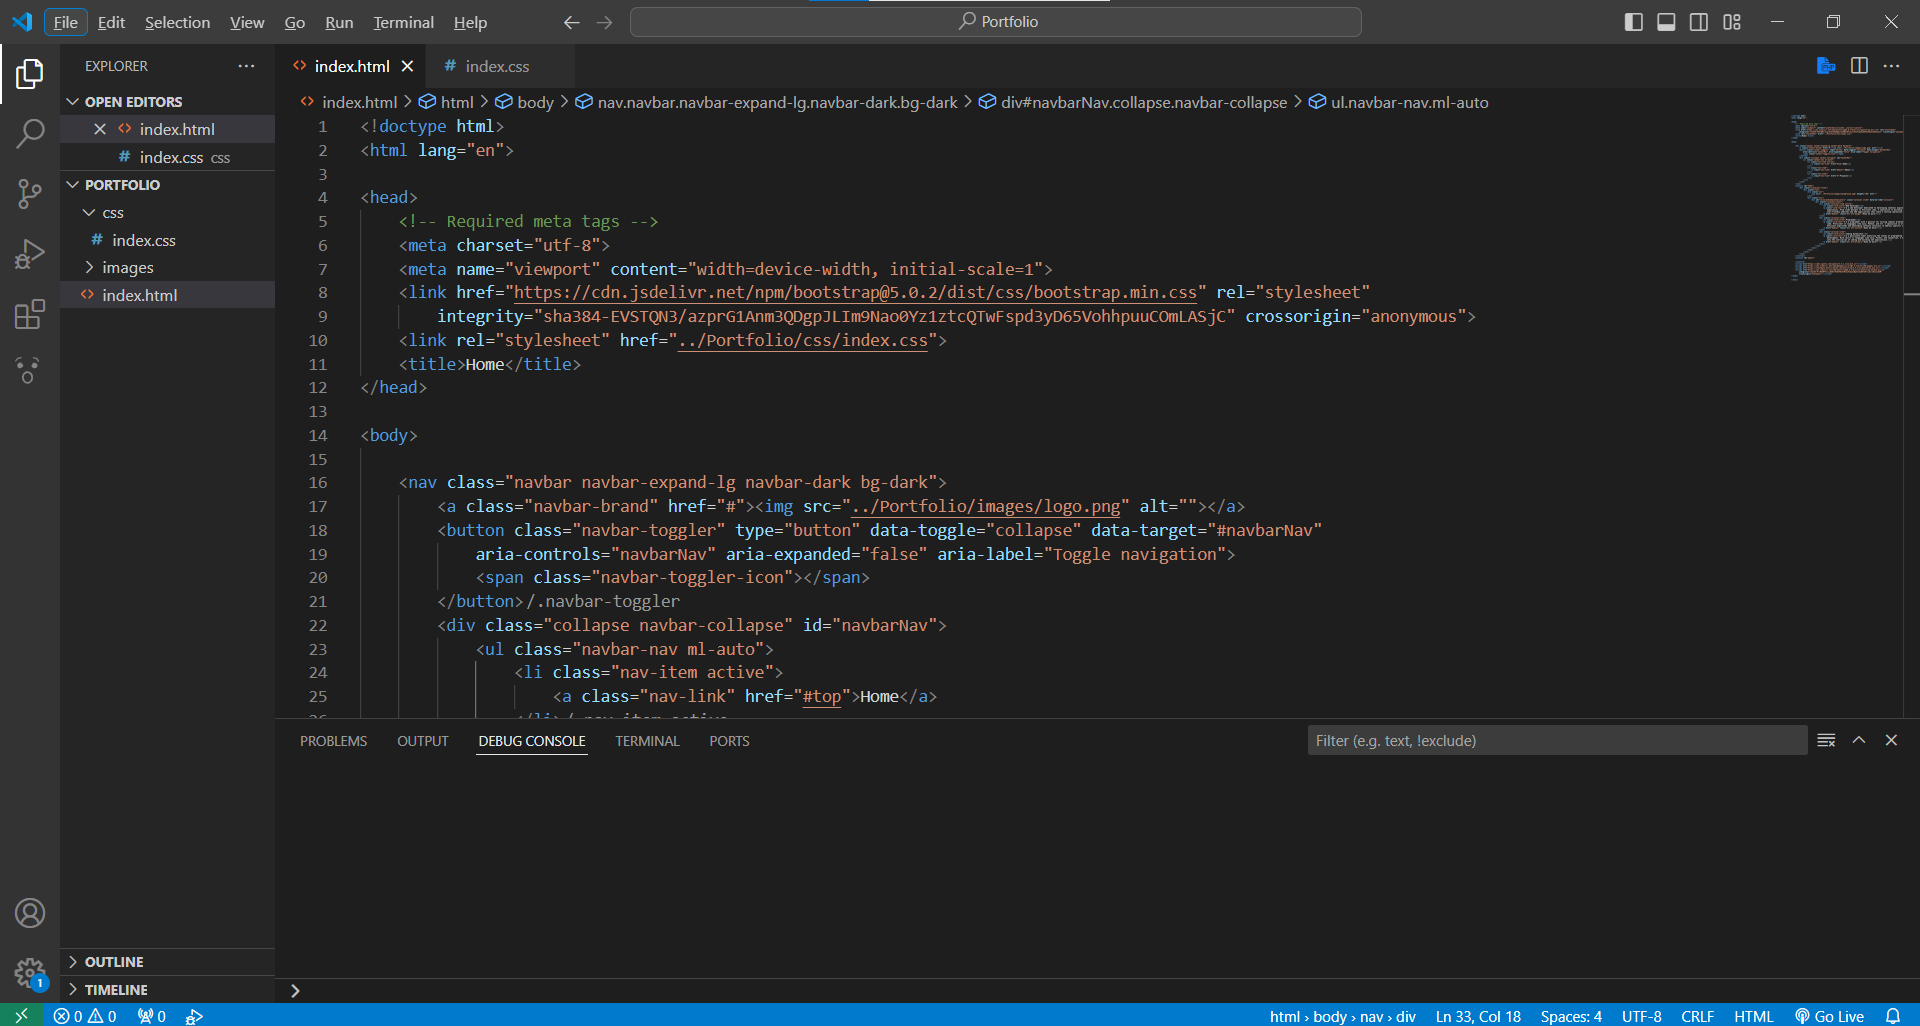 File Edit Selection View Go Run Terminal Help
Portfolio
EXPLORER
OPEN EDITORS
index.html
index.css css
PORTFOLIO
css
index.css
images
index.html
OUTLINE
TIMELINE
index.html
index.css
index.html > html > body > nav.navbar.navbar-expand-lg.navbar-dark.bg-dark > div#navbarNav.collapse.navbar-collapse > ul.navbar-nav.ml-auto
1 <!doctype html>
2 <html lang="en">
3
4 <head>
5 <!-- Required meta tags -->
6 <meta charset="utf-8">
7 <meta name="viewport" content="width=device-width, initial-scale=1">
8 <link href="https://cdn.jsdelivr.net/npm/bootstrap@5.0.2/dist/css/bootstrap.min.css" rel="stylesheet"
9 integrity="sha384-EVSTQN3/azprG1Anm3QDgpJLIm9Nao0Yz1ztcQTwFspd3yD65VohhpuuCOmLASjC" crossorigin="anonymous">
10 <link rel="stylesheet" href="../Portfolio/css/index.css">
11 <title>Home</title>
12 </head>
13
14 <body>
15
16 <nav class="navbar navbar-expand-lg navbar-dark bg-dark">
17 <a class="navbar-brand" href="#"><img src="../Portfolio/images/logo.png" alt=""></a>
18 <button class="navbar-toggler" type="button" data-toggle="collapse" data-target="#navbarNav"
19 aria-controls="navbarNav" aria-expanded="false" aria-label="Toggle navigation">
20 <span class="navbar-toggler-icon"></span>
21 </button>/.navbar-toggler
22 <div class="collapse navbar-collapse" id="navbarNav">
23 <ul class="navbar-nav ml-auto">
24 <li class="nav-item active">
25 <a class="nav-link" href="#top">Home</a>
PROBLEMS OUTPUT DEBUG CONSOLE TERMINAL PORTS
Filter (e.g. text, !exclude)
1
0 0 0
html › body › nav › div Ln 33, Col 18 Spaces: 4 UTF-8 CRLF HTML Go Live